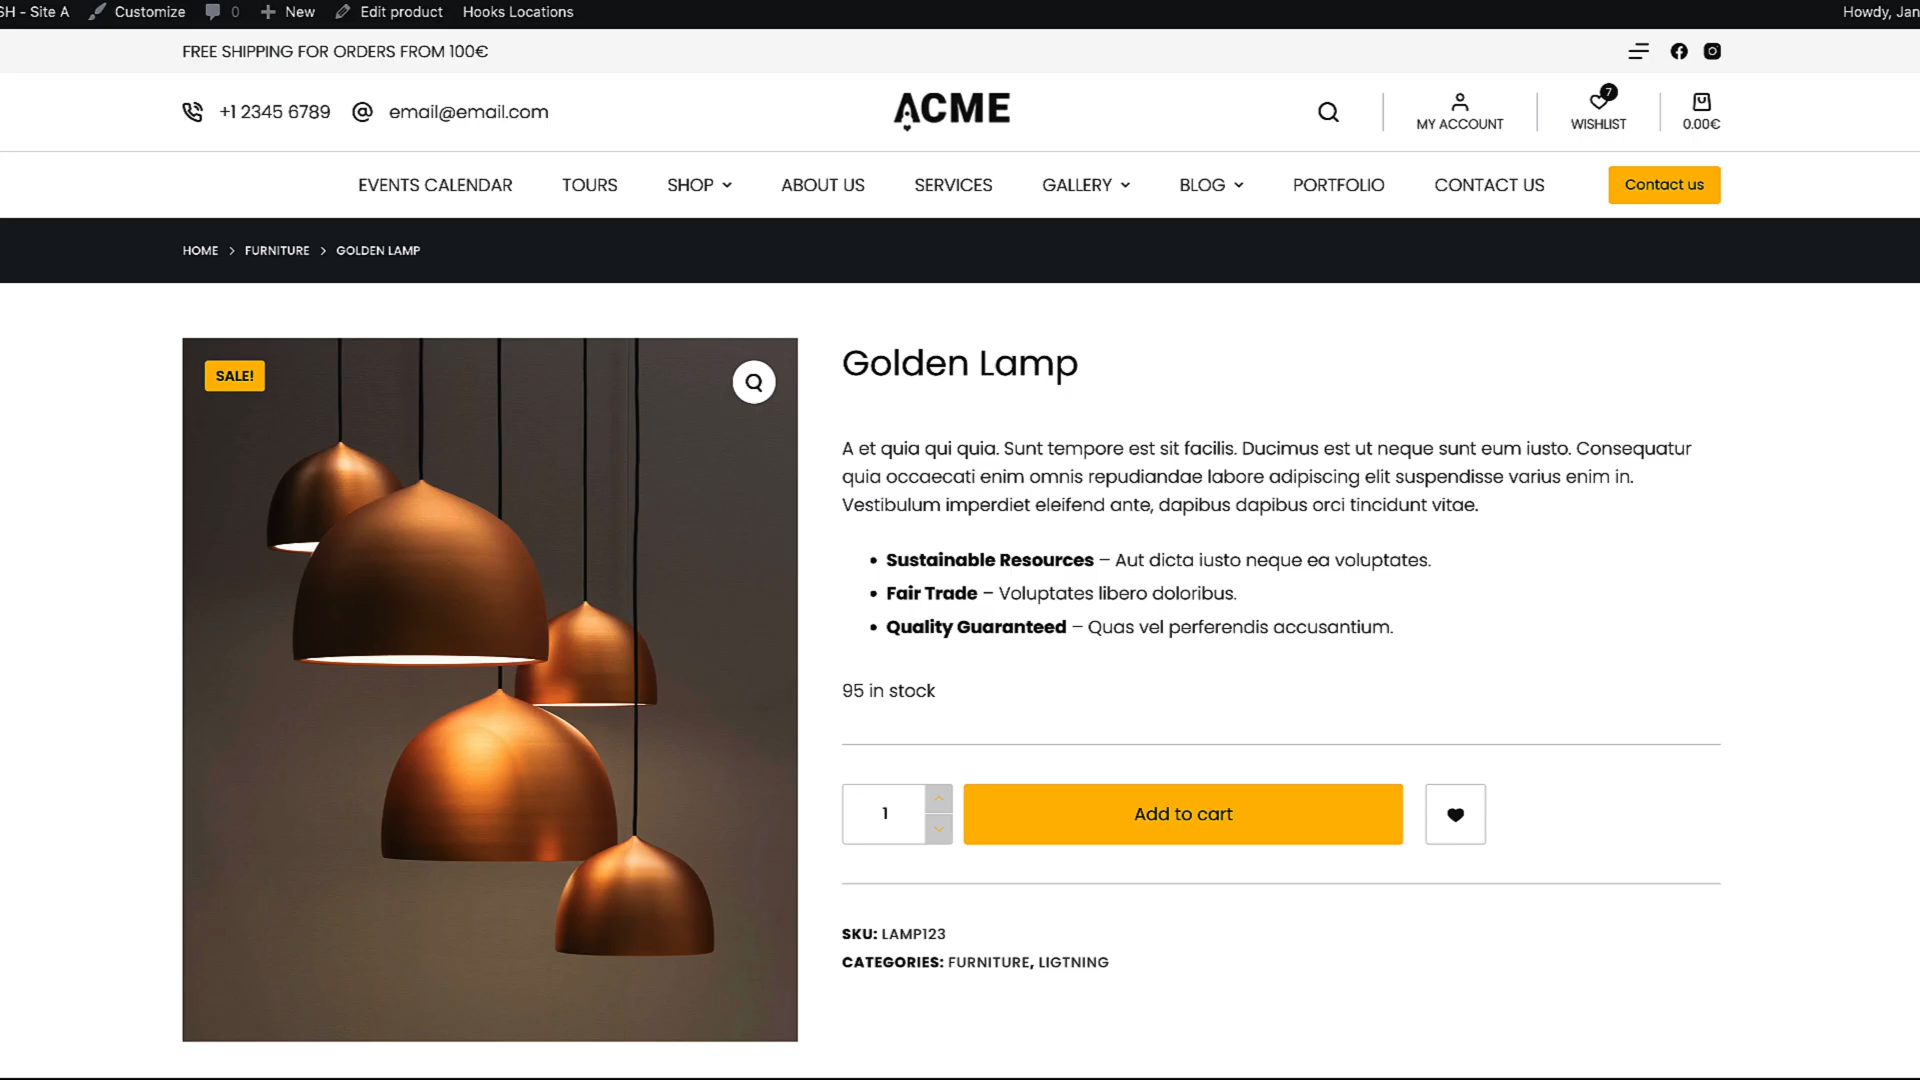 SH - Site A Customize 0 New Edit product Hooks Locations Howdy, Jan
FREE SHIPPING FOR ORDERS FROM 100€
+1 2345 6789 email@email.com ACME MY ACCOUNT 7 WISHLIST 0.00€
EVENTS CALENDAR TOURS SHOP ABOUT US SERVICES GALLERY BLOG PORTFOLIO CONTACT US Contact us
HOME > FURNITURE > GOLDEN LAMP
SALE!
Golden Lamp
A et quia qui quia. Sunt tempore est sit facilis. Ducimus est ut neque sunt eum iusto. Consequatur
quia occaecati enim omnis repudiandae labore adipiscing elit suspendisse varius enim in.
Vestibulum imperdiet eleifend ante, dapibus dapibus orci tincidunt vitae.
• Sustainable Resources – Aut dicta iusto neque ea voluptates.
• Fair Trade – Voluptates libero doloribus.
• Quality Guaranteed – Quas vel perferendis accusantium.
95 in stock
1 Add to cart
SKU: LAMP123
CATEGORIES: FURNITURE, LIGTNING